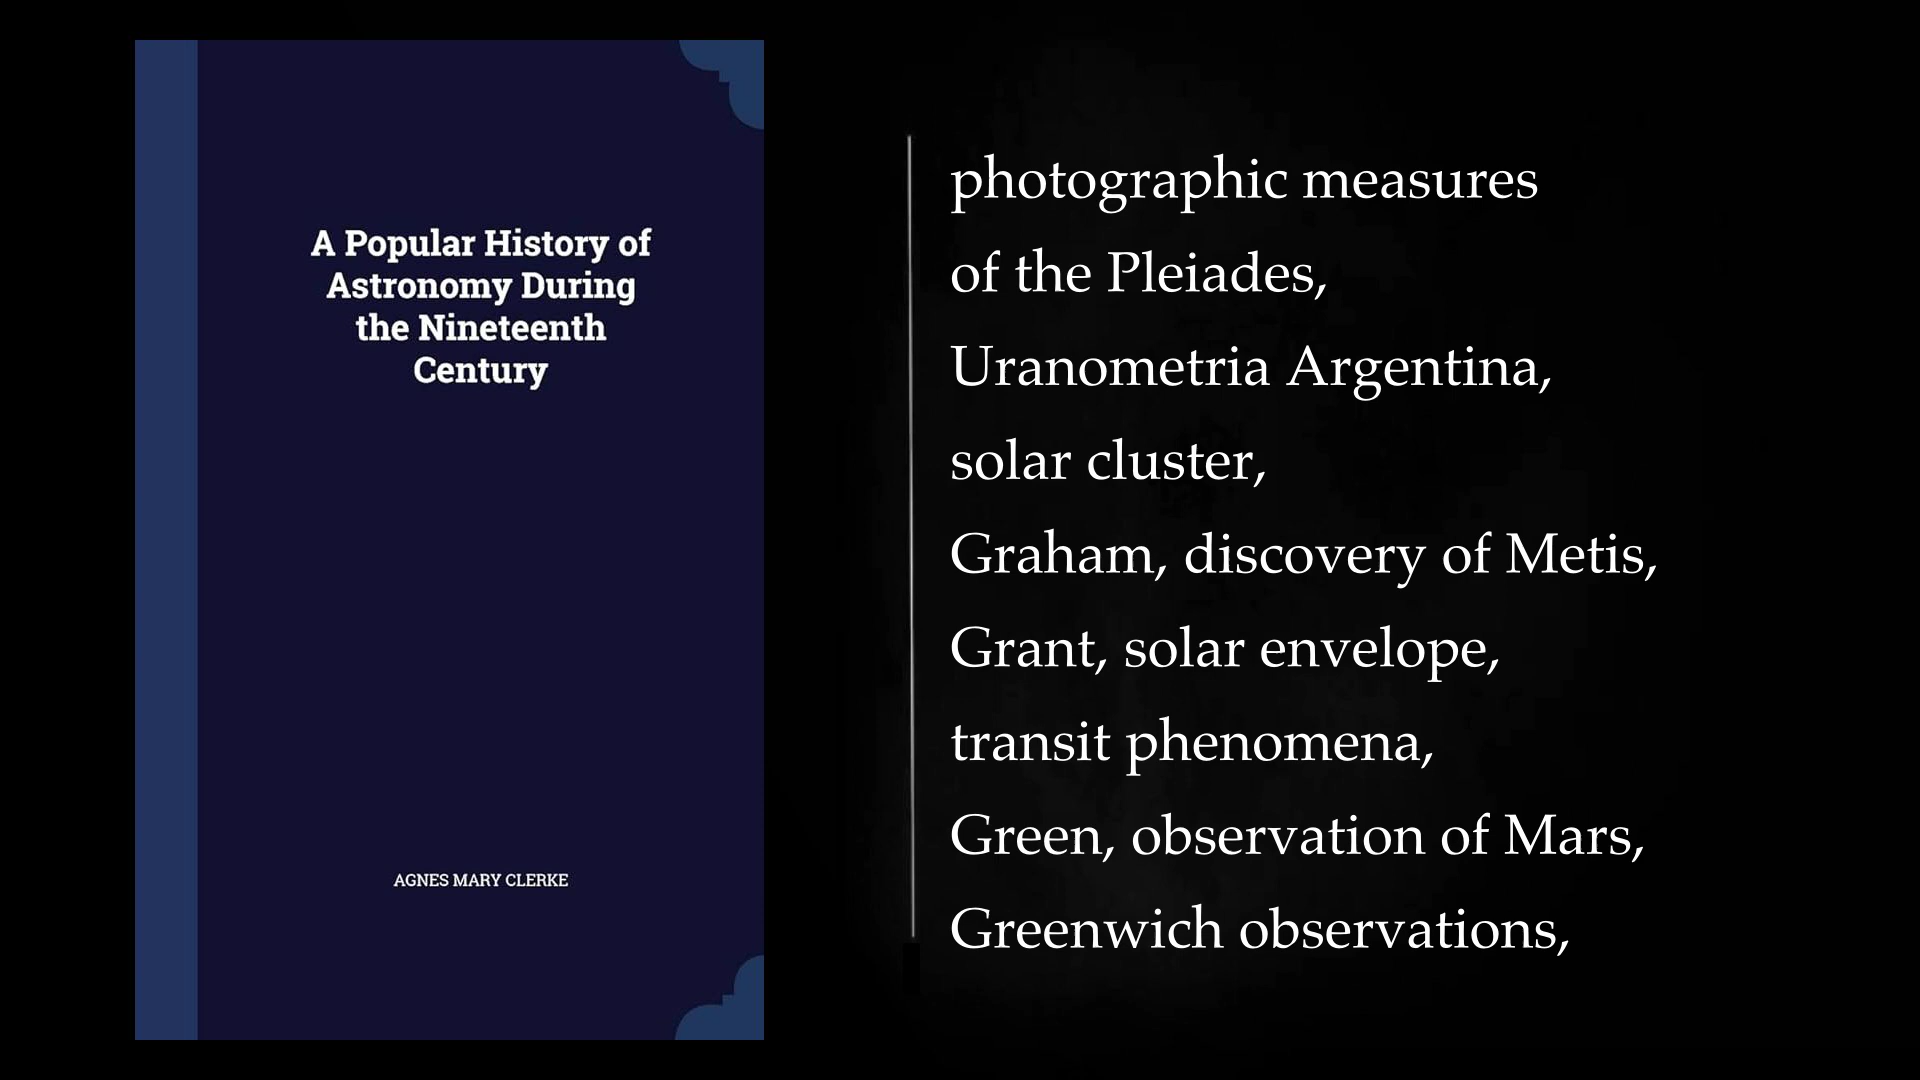 A Popular History of
Astronomy During
the Nineteenth
Century
AGNES MARY CLERKE
photographic measures
of the Pleiades,
Uranometria Argentina,
solar cluster,
Graham, discovery of Metis,
Grant, solar envelope,
transit phenomena,
Green, observation of Mars,
Greenwich observations,